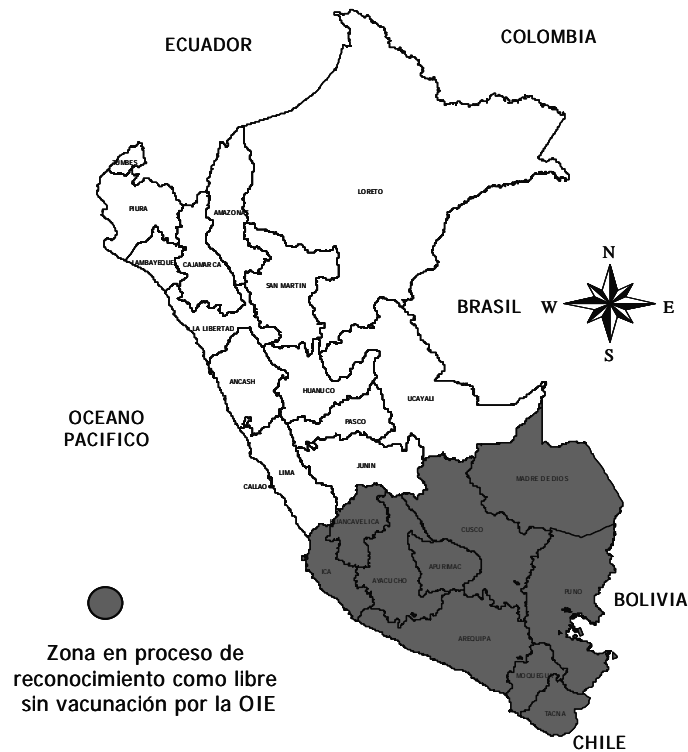 ECUADOR
COLOMBIA
TUMBES
LORETO
PIURA
AMAZONAS
LAMBAYEQUE
CAJAMARCA
SAN MARTIN
N
BRASIL
W
E
LA LIBERTAD
S
ANCASH
HUANUCO
UCAYALI
OCEANO
PACIFICO
PASCO
JUNIN
LIMA
CALLAO
MADRE DE DIOS
HUANCAVELICA
CUSCO
ICA
APURIMAC
AYACUCHO
PUNO
BOLIVIA
AREQUIPA
Zona en proceso de
reconocimiento como libre
sin vacunación por la OIE
MOQUEGUA
TACNA
CHILE